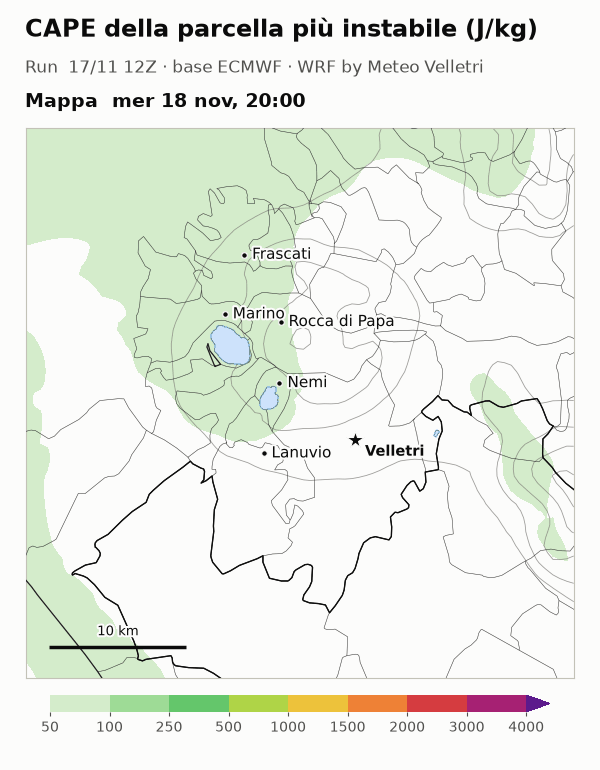 CAPE della parcella più instabile (J/kg)
Run  17/11 12Z · base ECMWF · WRF by Meteo Velletri
Mappa  mer 18 nov, 20:00
Frascati
Marino
Rocca di Papa
Nemi
Velletri
Lanuvio
10 km
50 100 250 500 1000 1500 2000 3000 4000